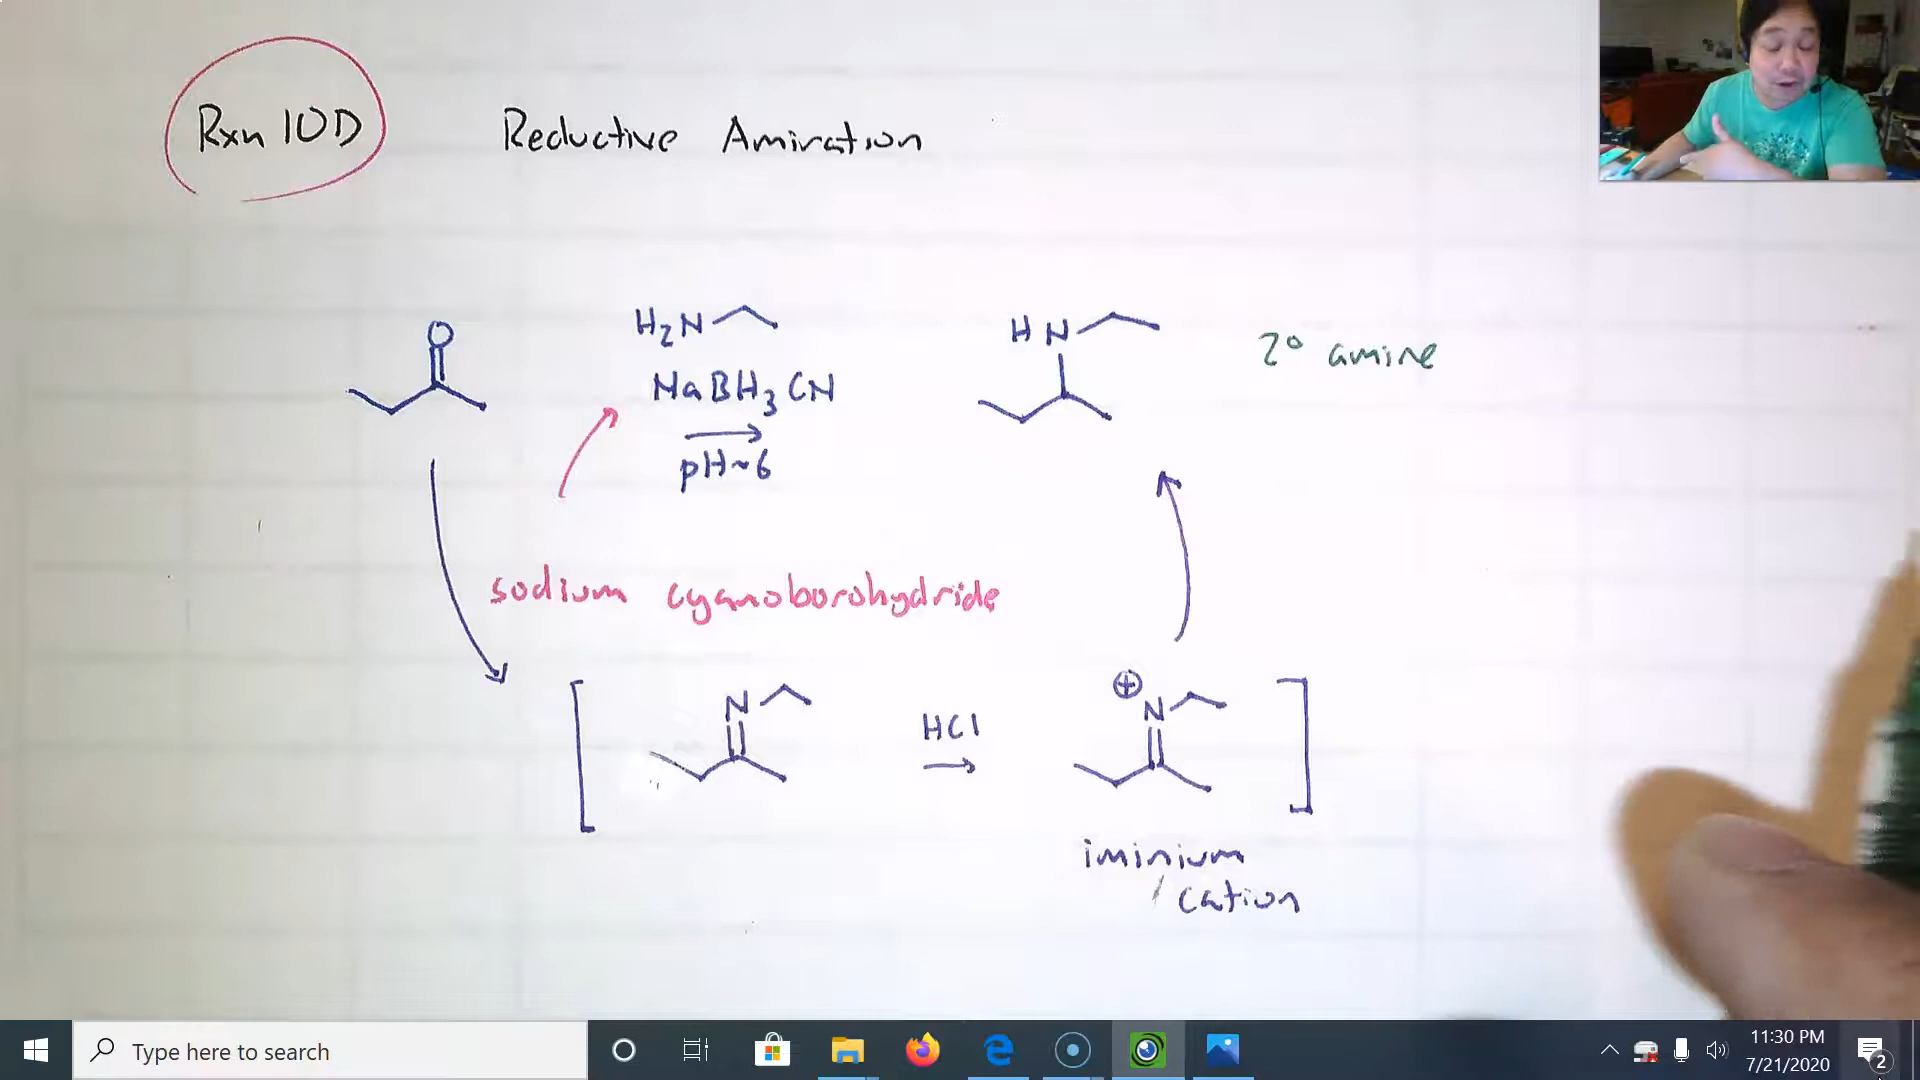 Rxn 10D
Reductive Amination
O
H₂N
NaBH₃CN
pH~6
HN
2° amine
sodium cyanoborohydride
N
HCl
⊕
N
iminium
cation
Type here to search
11:30 PM
7/21/2020
2